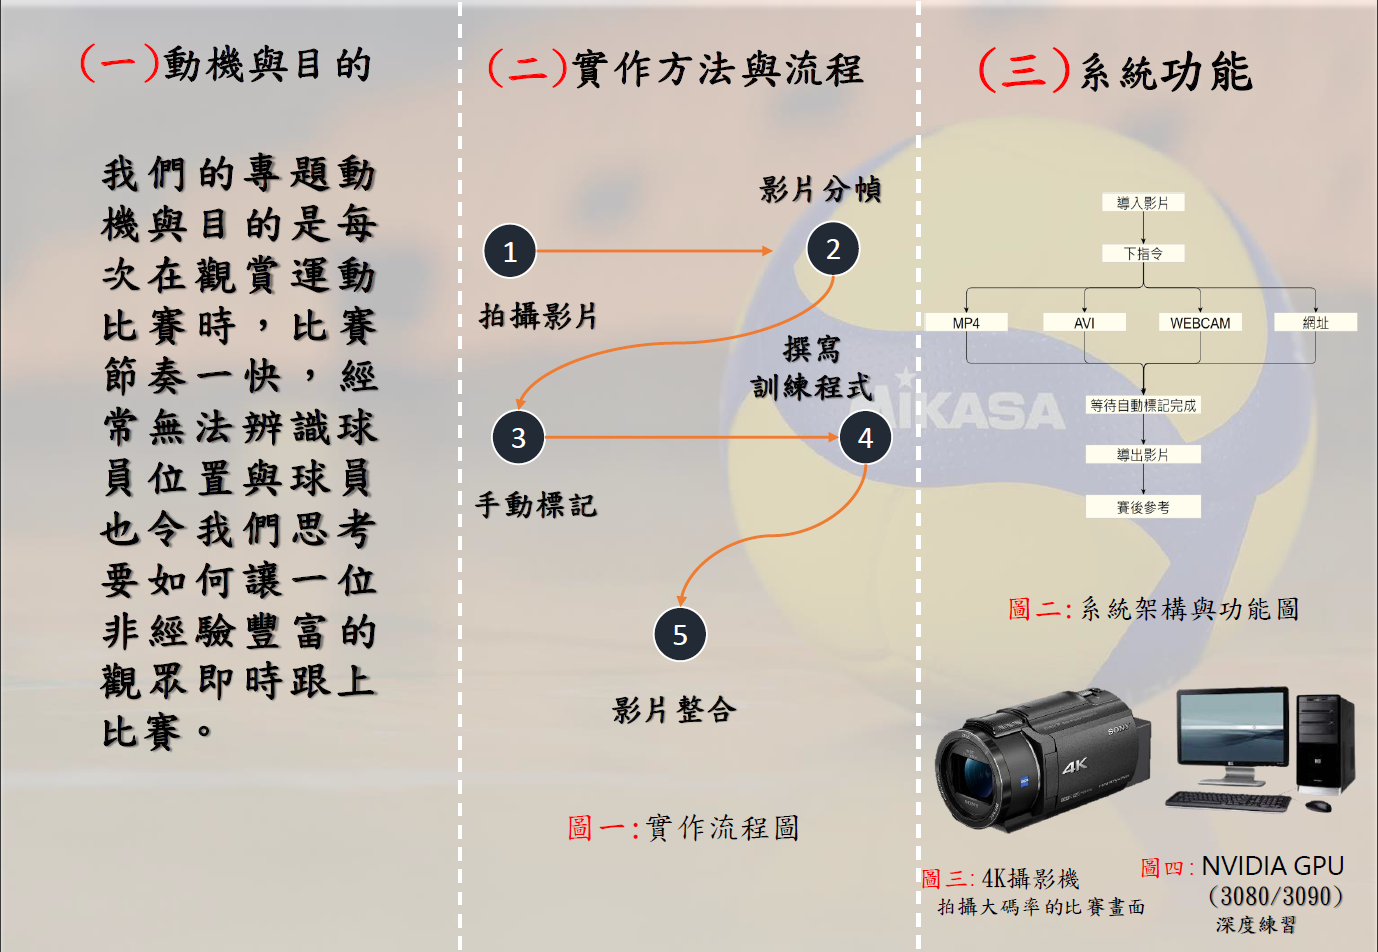 (一)動機與目的
我們的專題動
機與目的是每
次在觀賞運動
比賽時，比賽
節奏一快，經
常無法辨識球
員位置與球員
也令我們思考
要如何讓一位
非經驗豐富的
觀眾即時跟上
比賽。
(二)實作方法與流程
1
拍攝影片
影片分幀
2
3
手動標記
撰寫
訓練程式
4
5
影片整合
圖一:實作流程圖
(三)系統功能
導入影片
下指令
MP4
AVI
WEBCAM
網址
等待自動標記完成
導出影片
賽後參考
MIKASA
圖二:系統架構與功能圖
SONY
4K
圖三:4K攝影機
拍攝大碼率的比賽畫面
圖四:NVIDIA GPU
(3080/3090)
深度練習